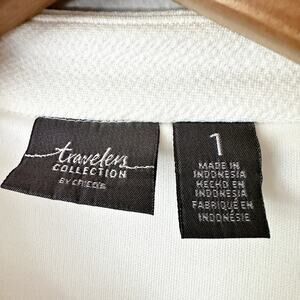 travelers
COLLECTION
BY CHICO'S
1
MADE IN
INDONESIA
HECHO EN
INDONESIA
FABRIQUÉ EN
INDONÉSIE